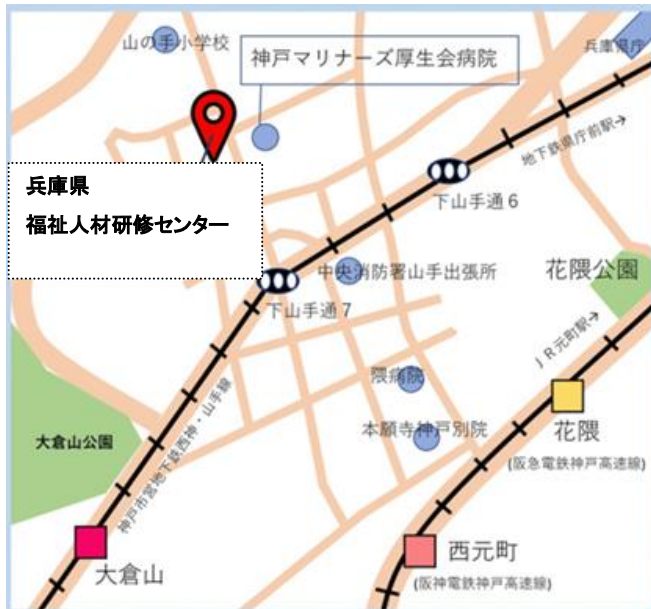 山の手小学校
兵庫県庁
神戸マリナーズ厚生会病院
地下鉄県庁前駅→
兵庫県
福祉人材研修センター
下山手通6
中央消防署山手出張所
花隈公園
下山手通7
JR元町駅→
隈病院
大倉山公園
神戸市営地下鉄西神・山手線
本願寺神戸別院
花隈
(阪急電鉄神戸高速線)
大倉山
西元町
(阪神電鉄神戸高速線)